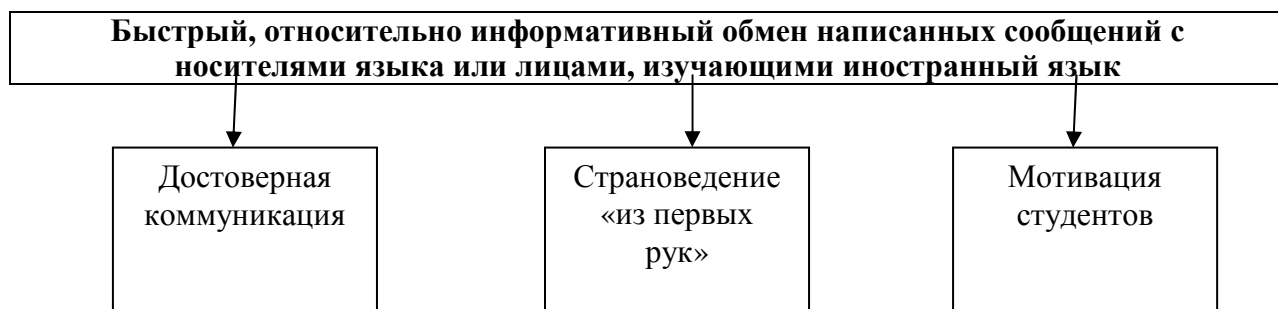 Быстрый, относительно информативный обмен написанных сообщений с
носителями языка или лицами, изучающими иностранный язык
Достоверная
коммуникация
Страноведение
«из первых
рук»
Мотивация
студентов